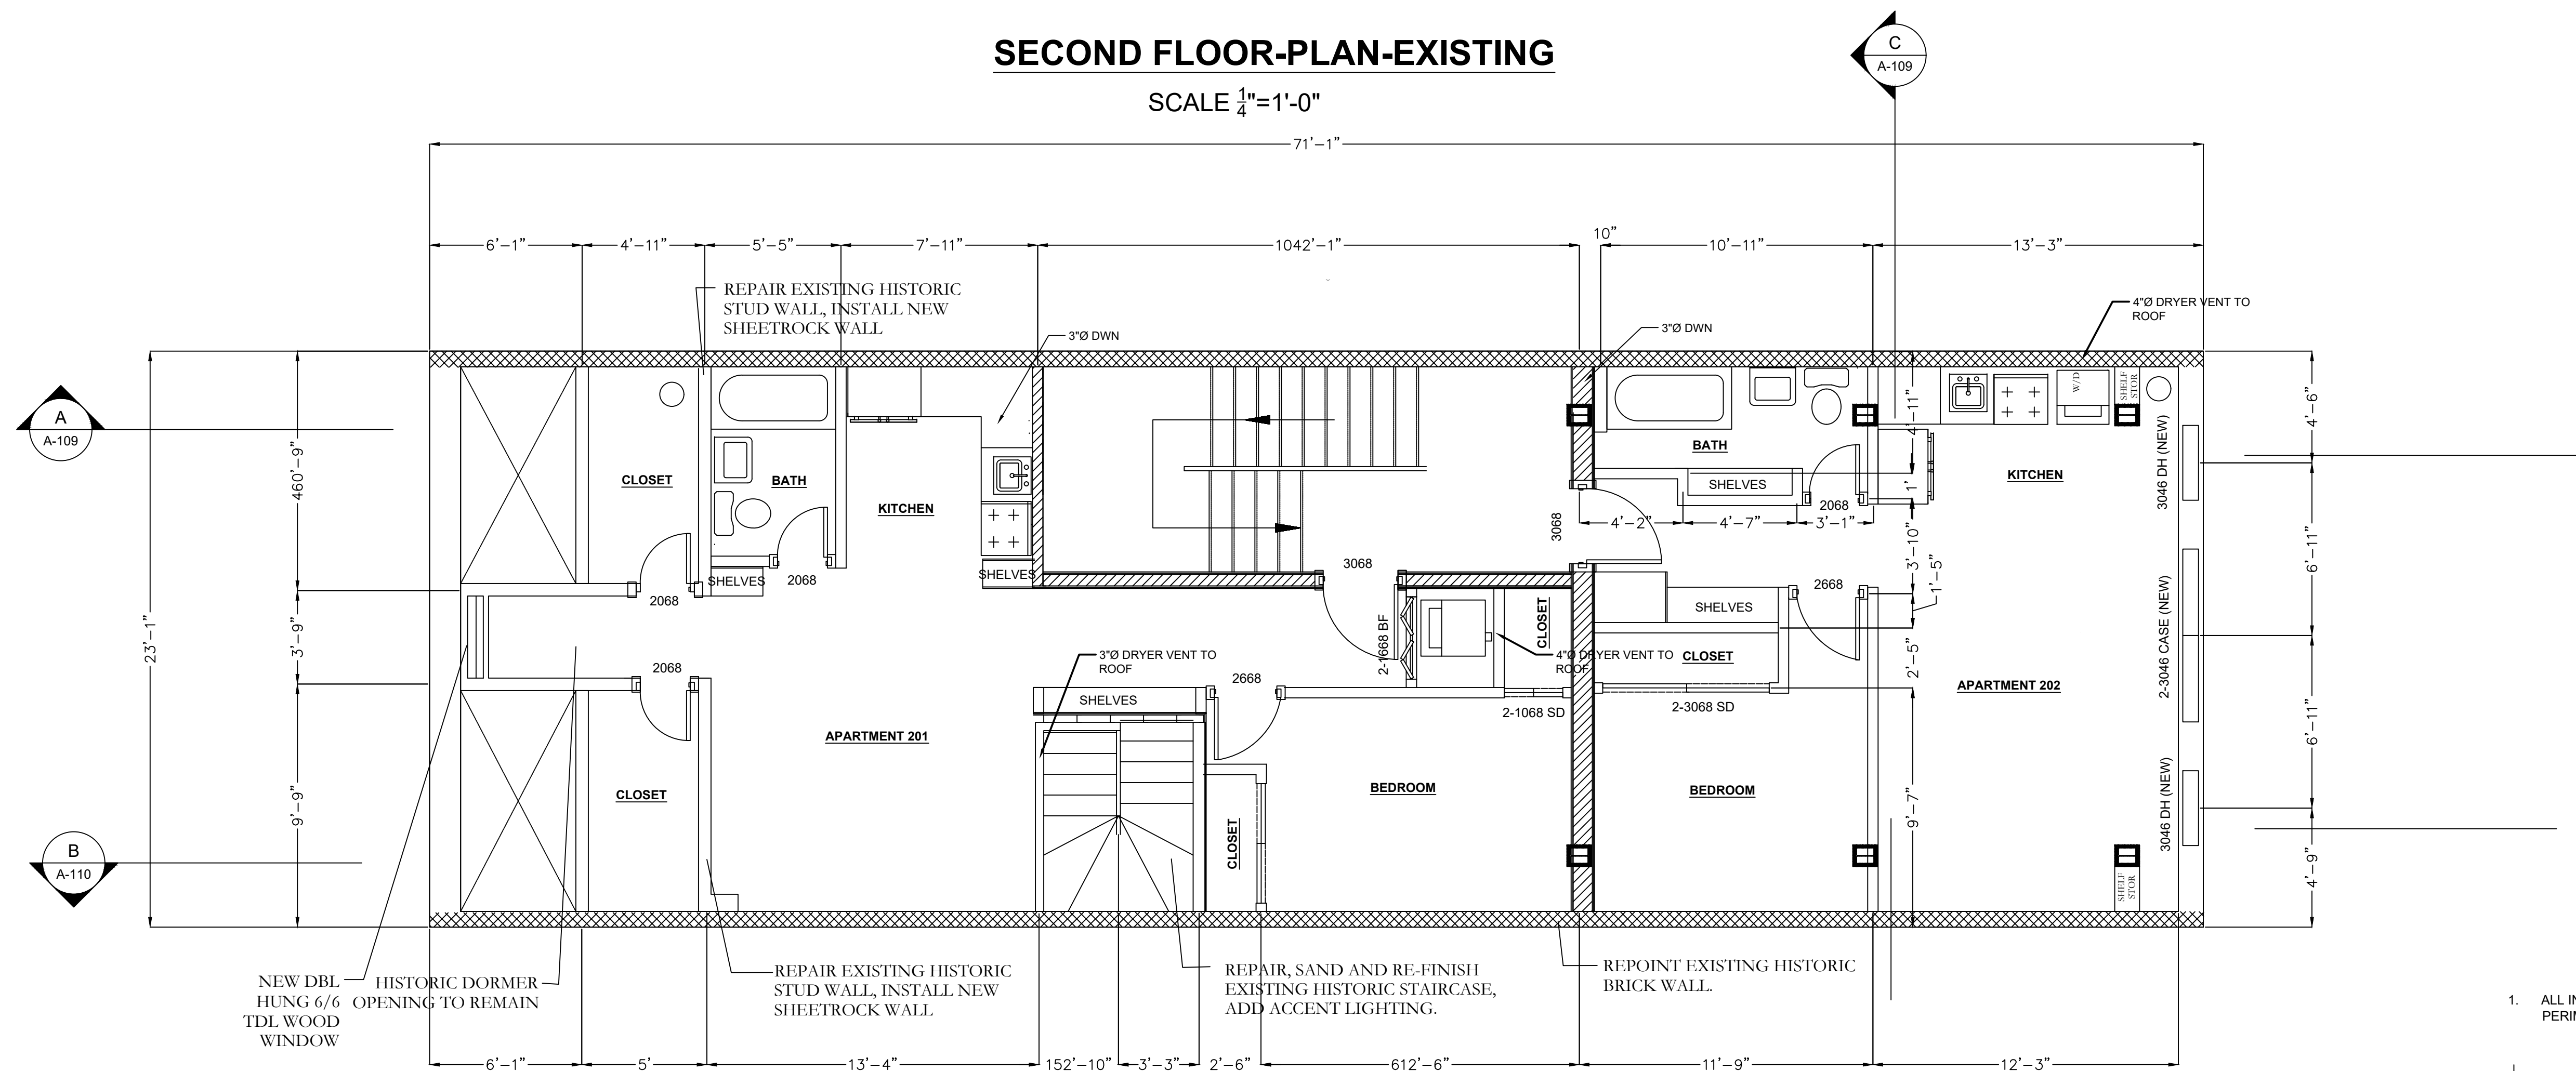 SECOND FLOOR-PLAN-EXISTING
SCALE 1/4"=1'-0"
C
A-109
71'-1"
6'-1"
4'-11"
5'-5"
7'-11"
1042'-1"
10"
10'-11"
13'-3"
REPAIR EXISTING HISTORIC
STUD WALL, INSTALL NEW
SHEETROCK WALL
3"Ø DWN
3"Ø DWN
4"Ø DRYER VENT TO
ROOF
A
A-109
B
A-110
23'-1"
460'-9"
3'-9"
9'-9"
CLOSET
BATH
KITCHEN
SHELVES
2068
2068
SHELVES
2068
CLOSET
APARTMENT 201
3"Ø DRYER VENT TO
ROOF
SHELVES
2668
3068
2-1668 BF
CLOSET
4"Ø DRYER VENT TO
ROOF
2-1068 SD
BEDROOM
CLOSET
3068
BATH
SHELVES
2068
4'-2"
4'-7"
3'-1"
4'-11"
1'
3'-10"
1'-5"
2'-5"
9'-7"
2668
SHELVES
CLOSET
2-3068 SD
BEDROOM
W/D
SHELF
STOR
KITCHEN
APARTMENT 202
SHELF
STOR
3046 DH (NEW)
2-3046 CASE (NEW)
3046 DH (NEW)
4'-6"
6'-11"
6'-11"
4'-9"
NEW DBL
HUNG 6/6
TDL WOOD
WINDOW
HISTORIC DORMER
OPENING TO REMAIN
REPAIR EXISTING HISTORIC
STUD WALL, INSTALL NEW
SHEETROCK WALL
REPAIR, SAND AND RE-FINISH
EXISTING HISTORIC STAIRCASE,
ADD ACCENT LIGHTING.
REPOINT EXISTING HISTORIC
BRICK WALL.
1. ALL
6'-1"
5'
13'-4"
152'-10"
3'-3"
2'-6"
612'-6"
11'-9"
12'-3"